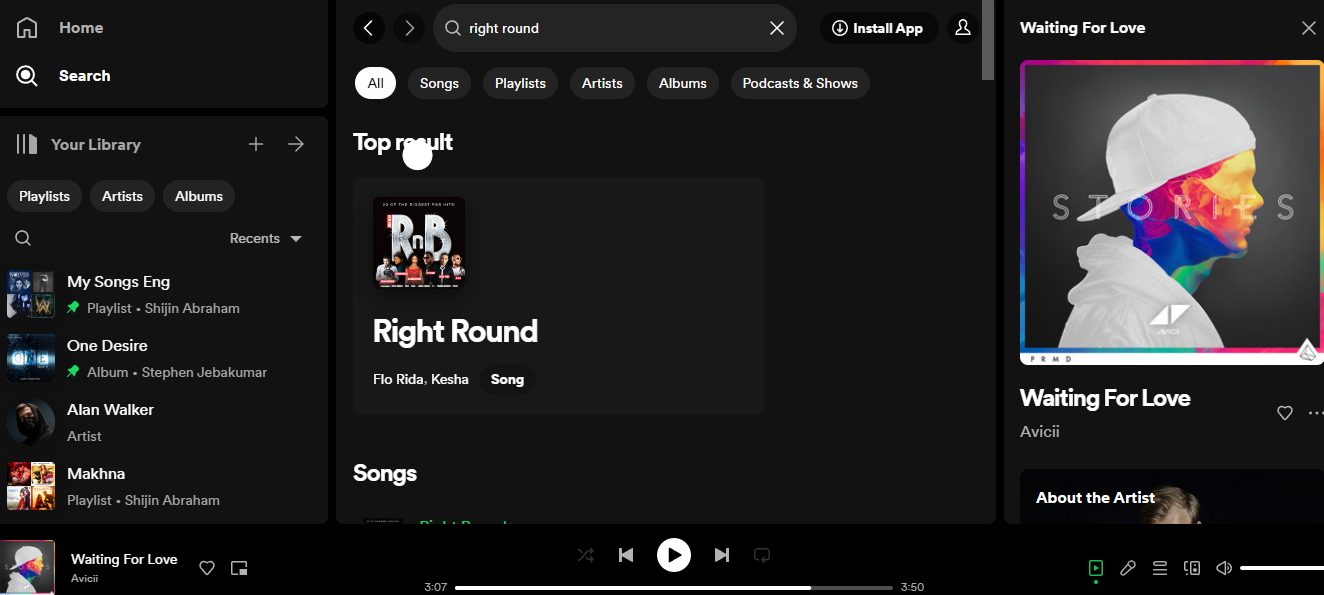 Home
Search
Your Library
Playlists
Artists
Albums
Recents
My Songs Eng
Playlist • Shijin Abraham
One Desire
Album • Stephen Jebakumar
Alan Walker
Artist
Makhna
Playlist • Shijin Abraham
right round
Install App
All
Songs
Playlists
Artists
Albums
Podcasts & Shows
Top result
RnB
Right Round
Flo Rida, Kesha
Song
Songs
Waiting For Love
STORIES
AVICII
PRMD
Waiting For Love
Avicii
About the Artist
Waiting For Love
Avicii
3:07
3:50